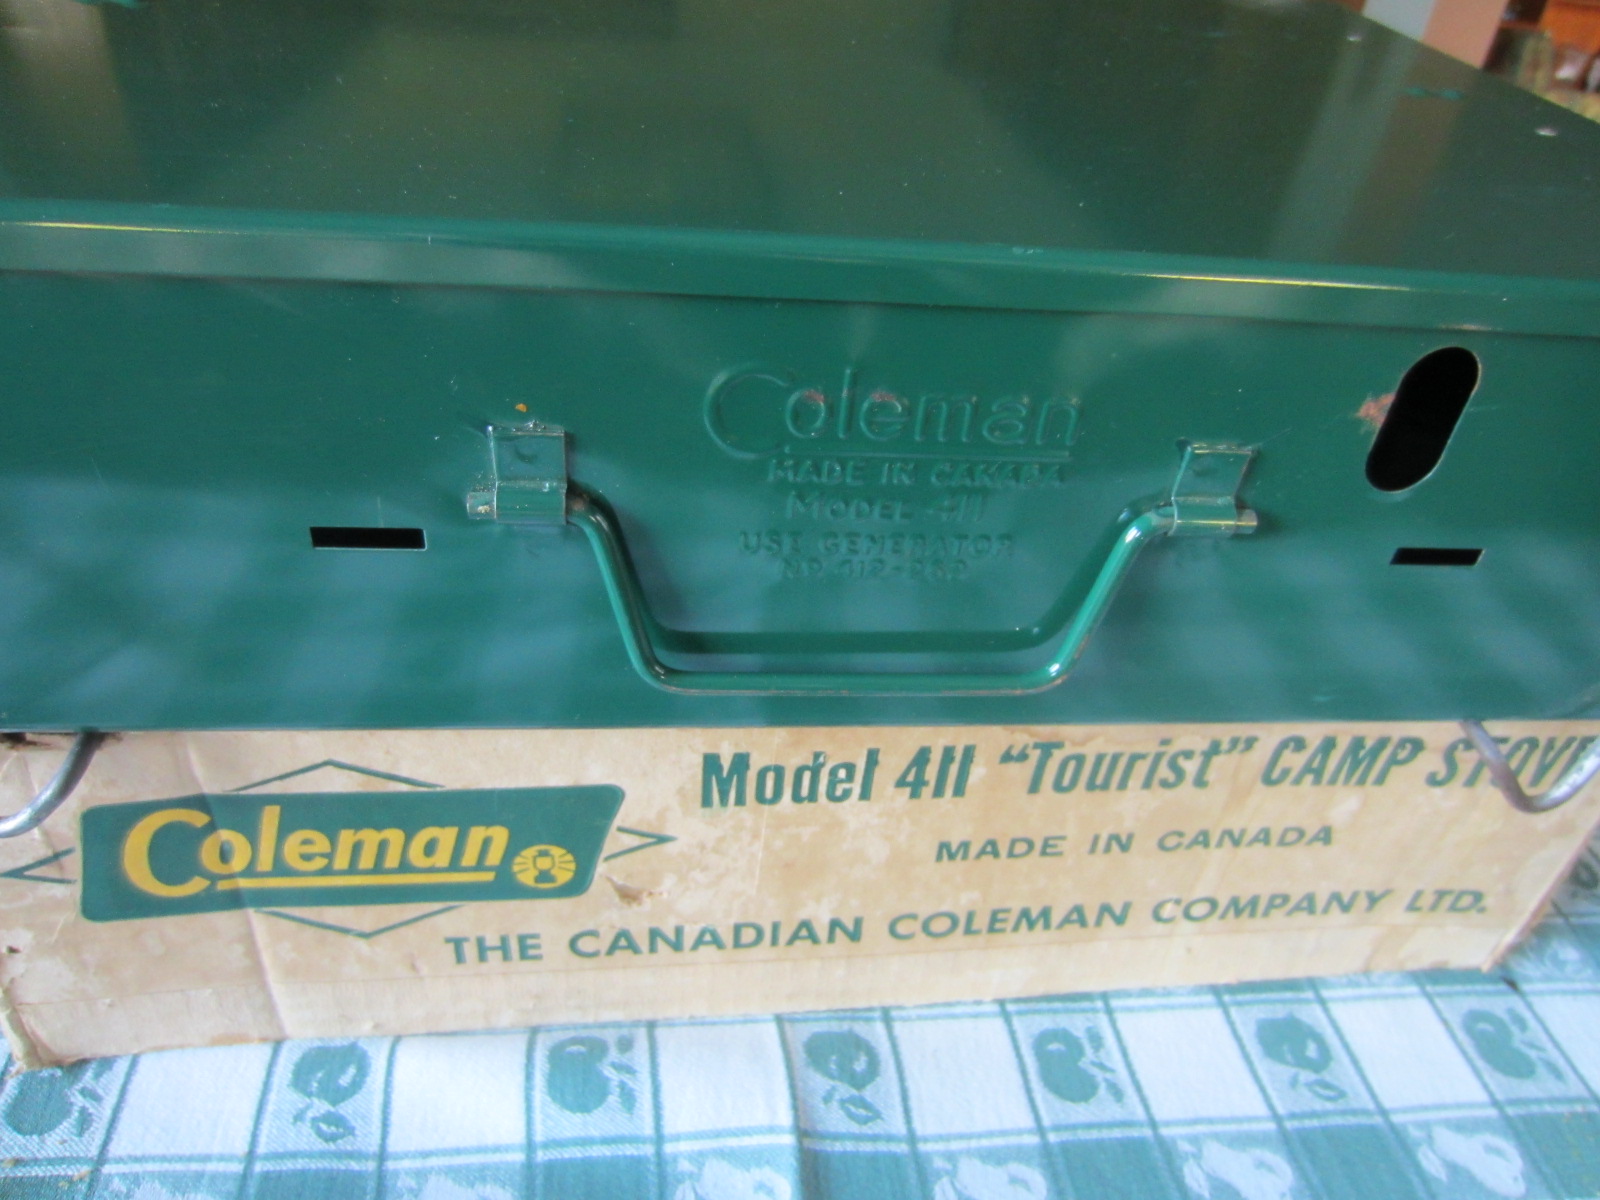 Coleman
MADE IN CANADA
MODEL 411
USE GENERATOR
Model 411 "Tourist" CAMP STOVE
Coleman
MADE IN CANADA
THE CANADIAN COLEMAN COMPANY LTD.